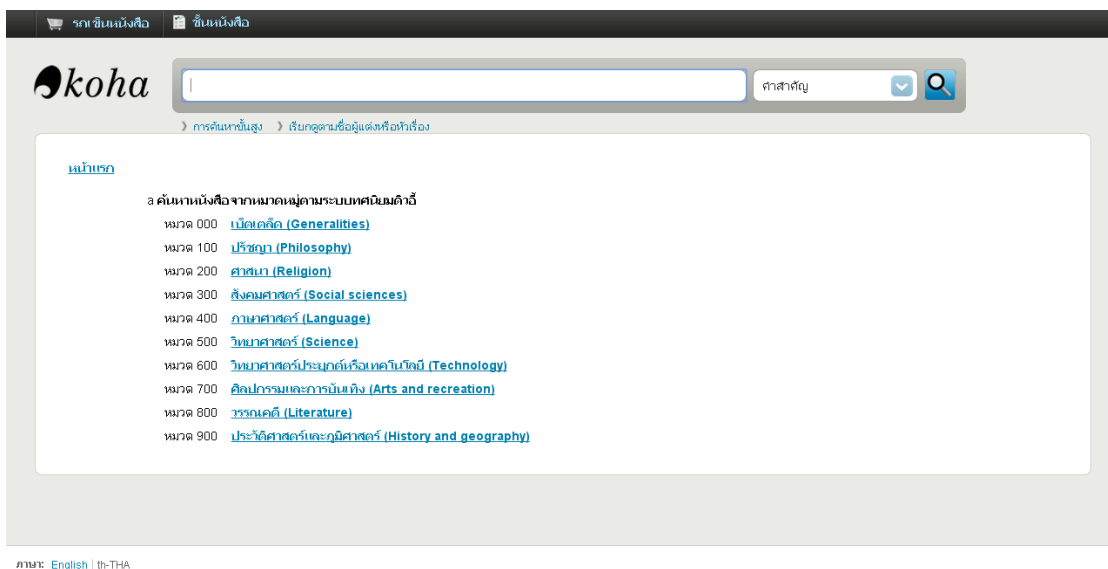 รถเข็นหนังสือ ชั้นหนังสือ
koha
คำสำคัญ
》 การค้นหาขั้นสูง 》 เรียกดูตามชื่อผู้แต่งหรือหัวเรื่อง
หน้าแรก
a ค้นหาหนังสือจากหมาดหมู่ตามระบบทศนิยมดิวอี้
หมวด 000 เบ็ตเตล็ด (Generalities)
หมวด 100 ปรัชญา (Philosophy)
หมวด 200 ศาสนา (Religion)
หมวด 300 สังคมศาสตร์ (Social sciences)
หมวด 400 ภาษาศาสตร์ (Language)
หมวด 500 วิทยาศาสตร์ (Science)
หมวด 600 วิทยาศาสตร์ประยุกต์หรือเทคโนโลยี (Technology)
หมวด 700 ศิลปกรรมและการบันเทิง (Arts and recreation)
หมวด 800 วรรณคดี (Literature)
หมวด 900 ประวัติศาสตร์และภูมิศาสตร์ (History and geography)
ภาษา: English | th-THA